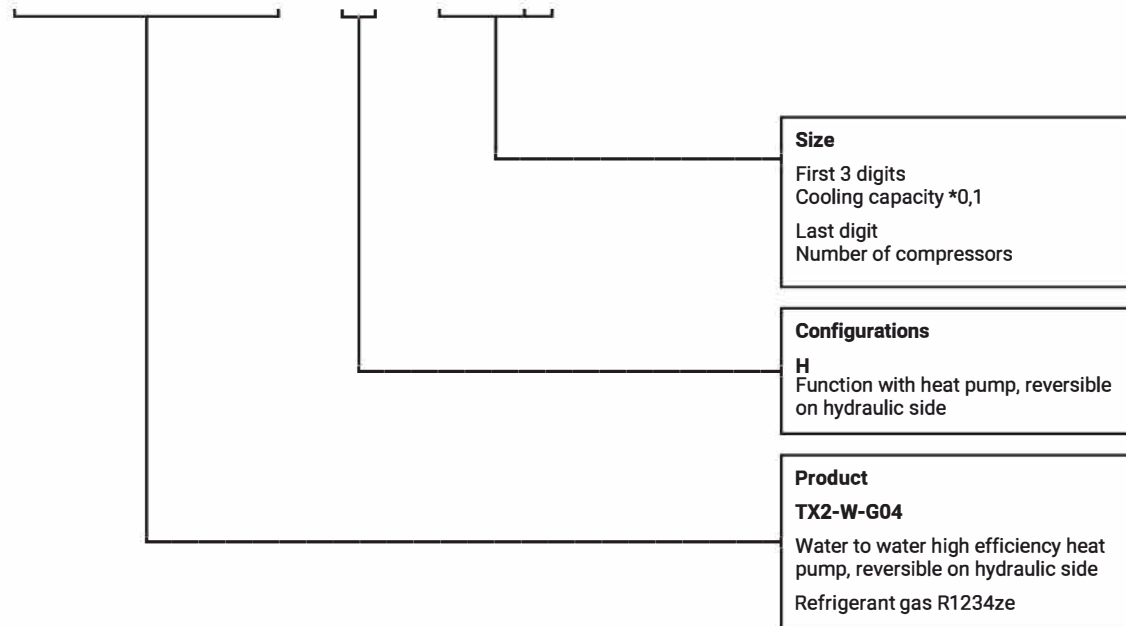 Size
First 3 digits
Cooling capacity *0,1
Last digit
Number of compressors
Configurations
H
Function with heat pump, reversible
on hydraulic side
Product
TX2-W-G04
Water to water high efficiency heat
pump, reversible on hydraulic side
Refrigerant gas R1234ze